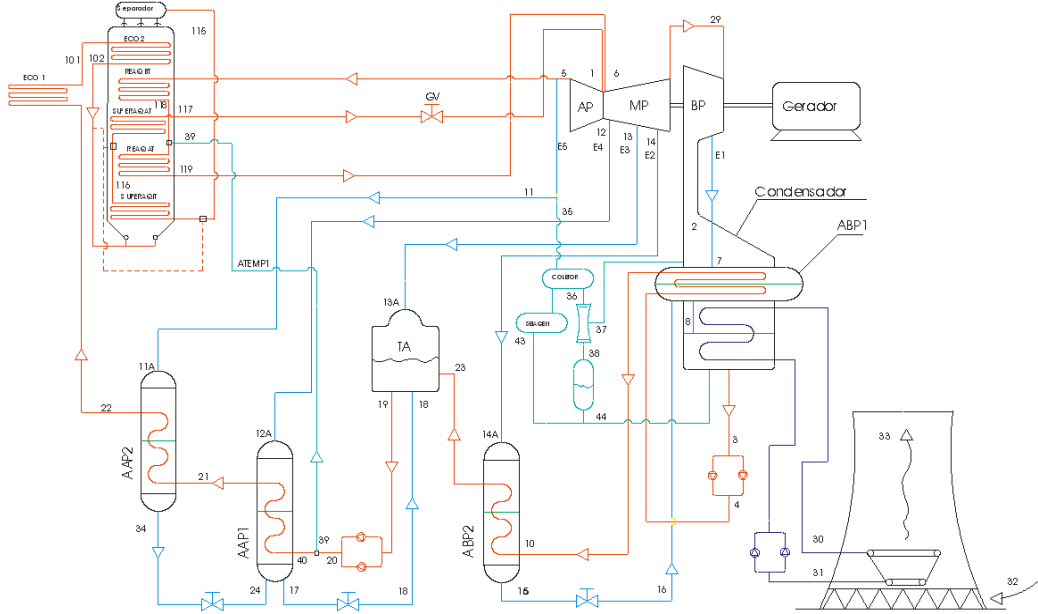 Separador
115
29
ECO 2
101
102
ECO 1
REAQ.BT
5
1
6
118
117
GV
AP
MP
BP
Gerador
SUPERAQ.AT
39
12
13
14
E5
E4
E3
E2
E1
REAQ.AT
119
116
11
Condensador
SUPERAQ.BT
35
2
ABP1
7
ATEMP1
COLETOR
36
13A
SELAGEM
37
8
43
TA
38
11A
23
19
18
22
44
12A
14A
3
33
AAP2
21
4
34
AAP1
39
ABP2
10
30
40
20
31
24
17
18
15
16
32